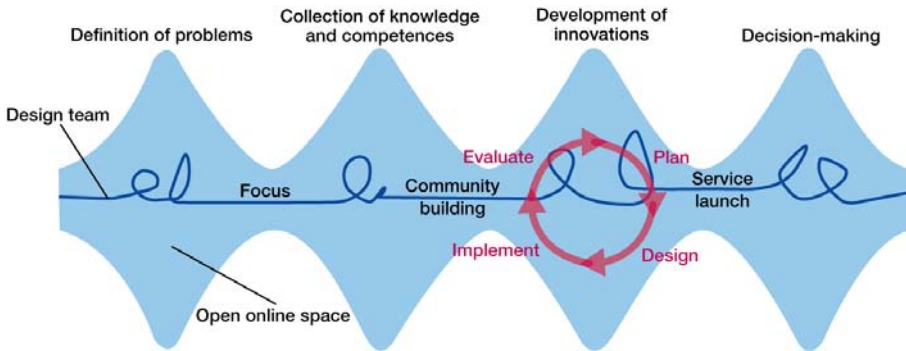 Definition of problems
Collection of knowledge
and competences
Development of
innovations
Decision-making
Design team
Evaluate
Plan
Focus
Community
building
Service
launch
Implement
Design
Open online space